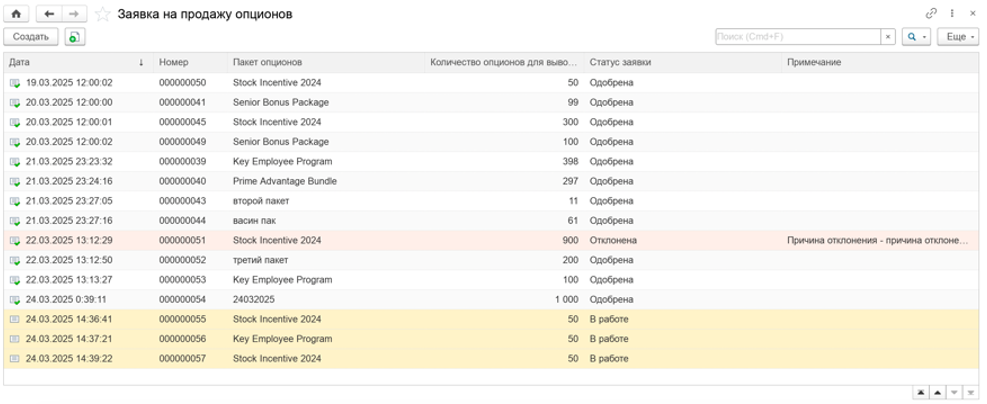 Заявка на продажу опционов
Создать Поиск (Cmd+F) × Еще
Дата ↓ Номер Пакет опционов Количество опционов для выво... Статус заявки Примечание
19.03.2025 12:00:02 000000050 Stock Incentive 2024 50 Одобрена
20.03.2025 12:00:00 000000041 Senior Bonus Package 99 Одобрена
20.03.2025 12:00:01 000000045 Stock Incentive 2024 300 Одобрена
20.03.2025 12:00:02 000000049 Senior Bonus Package 100 Одобрена
21.03.2025 23:23:32 000000039 Key Employee Program 398 Одобрена
21.03.2025 23:24:16 000000040 Prime Advantage Bundle 297 Одобрена
21.03.2025 23:27:05 000000043 второй пакет 11 Одобрена
21.03.2025 23:27:16 000000044 васин пак 61 Одобрена
22.03.2025 13:12:29 000000051 Stock Incentive 2024 900 Отклонена Причина отклонения - причина отклоне...
22.03.2025 13:12:50 000000052 третий пакет 200 Одобрена
22.03.2025 13:13:27 000000053 Key Employee Program 100 Одобрена
24.03.2025 0:39:11 000000054 24032025 1 000 Одобрена
24.03.2025 14:36:41 000000055 Stock Incentive 2024 50 В работе
24.03.2025 14:37:21 000000056 Key Employee Program 50 В работе
24.03.2025 14:39:22 000000057 Stock Incentive 2024 50 В работе